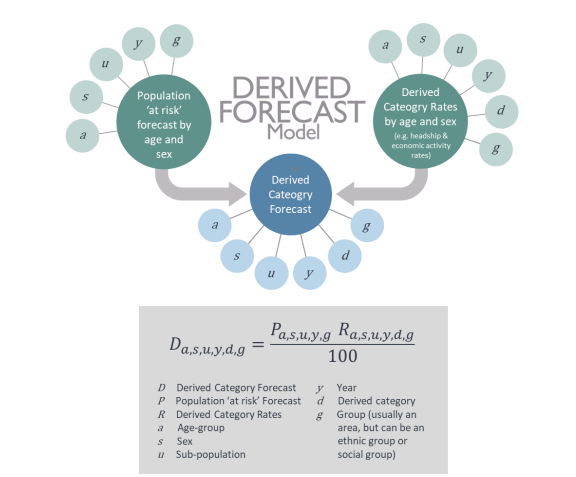 DERIVED
FORECAST
Model
g
y
u
s
a
Population
'at risk'
forecast by
age and
sex
a
s
u
y
d
g
Derived
Cateogry Rates
by age and sex
(e.g. headship &
economic activity
rates)
Derived
Cateogry
Forecast
a
s
u
y
d
g
D_{a,s,u,y,d,g} = \frac{P_{a,s,u,y,g} R_{a,s,u,y,d,g}}{100}
D Derived Category Forecast
P Population 'at risk' Forecast
R Derived Category Rates
a Age-group
s Sex
u Sub-population
y Year
d Derived category
g Group (usually an
area, but can be an
ethnic group or
social group)